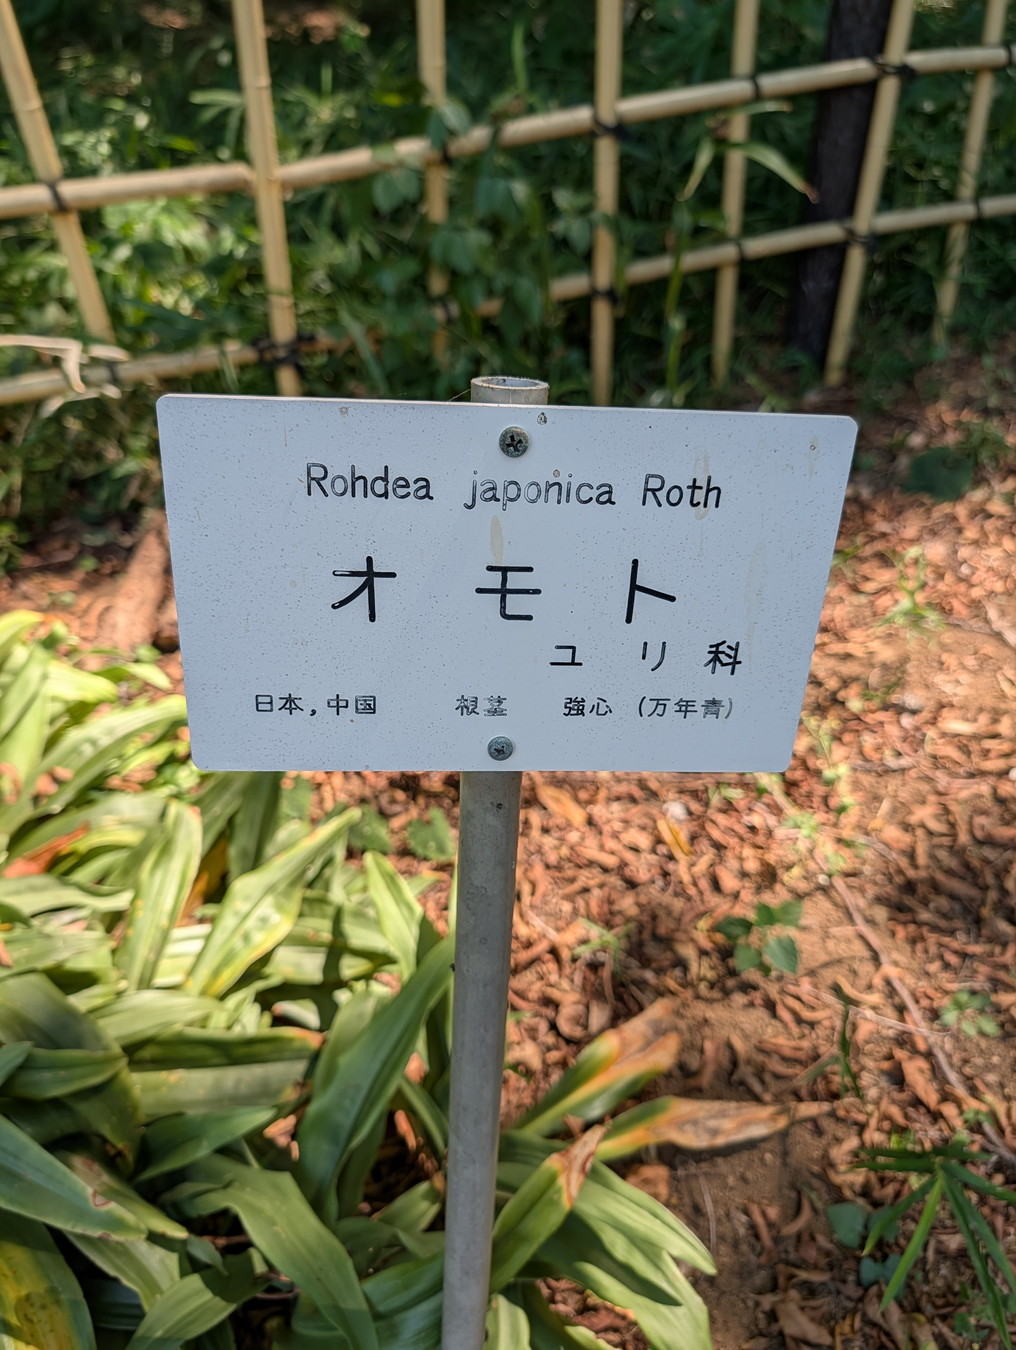 Rohdea japonica Roth
オモト
ユリ科
日本,中国 根茎 強心 (万年青)